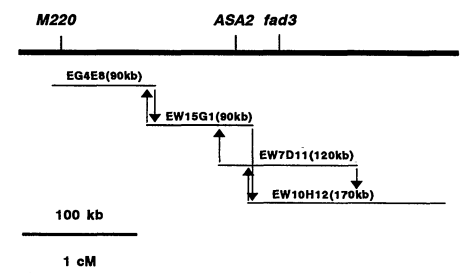 M220 ASA2 fad3
EG4E8(90kb)
EW15G1(90kb)
EW7D11(120kb)
EW10H12(170kb)
100 kb
1 cM